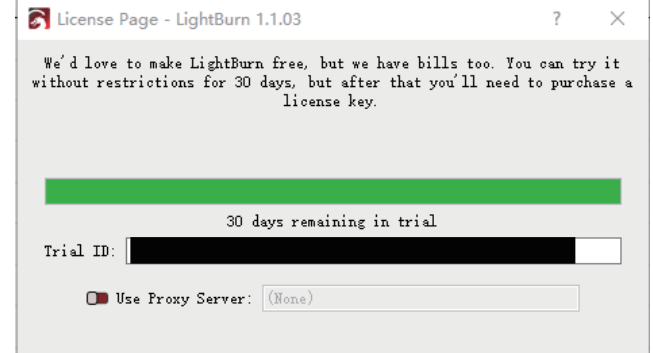 License Page - LightBurn 1.1.03
?
We'd love to make LightBurn free, but we have bills too. You can try it
without restrictions for 30 days, but after that you'll need to purchase a
license key.
30 days remaining in trial
Trial ID:
Use Proxy Server: (None)